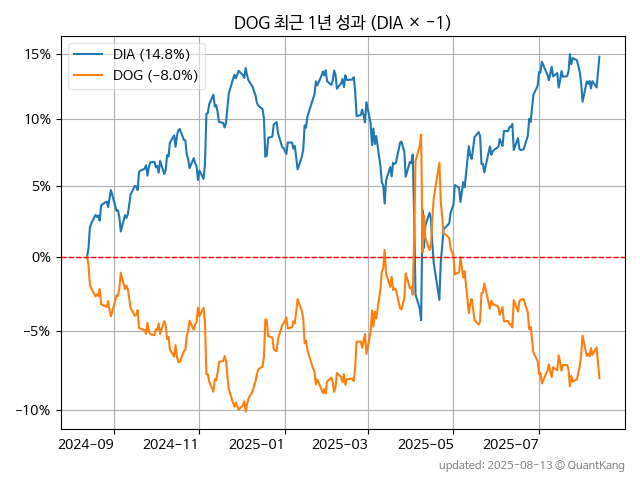 DOG 최근 1년 성과 (DIA × −1)
DIA (14.8%)
DOG (−8.0%)
15%
10%
5%
0%
−5%
−10%
2024-09 2024-11 2025-01 2025-03 2025-05 2025-07
updated: 2025-08-13 © QuantKang